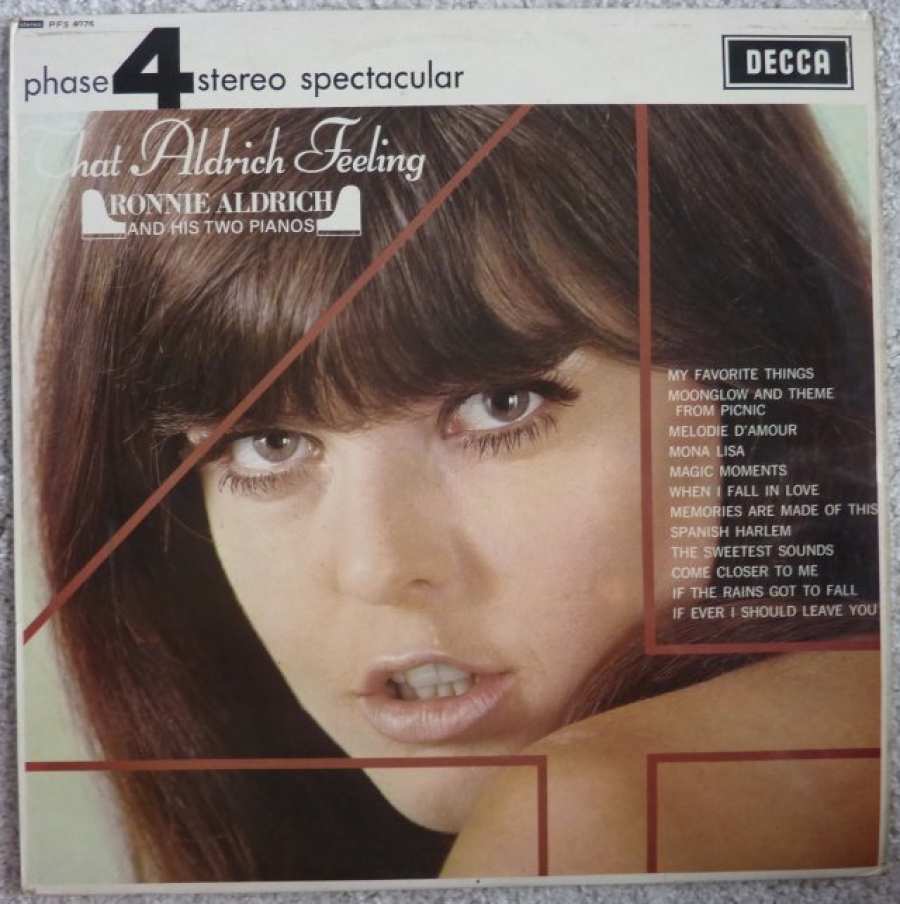 stereo PFS 4075
phase 4 stereo spectacular
DECCA
That Aldrich Feeling
RONNIE ALDRICH
AND HIS TWO PIANOS
MY FAVORITE THINGS
MOONGLOW AND THEME
FROM PICNIC
MELODIE D'AMOUR
MONA LISA
MAGIC MOMENTS
WHEN I FALL IN LOVE
MEMORIES ARE MADE OF THIS
SPANISH HARLEM
THE SWEETEST SOUNDS
COME CLOSER TO ME
IF THE RAINS GOT TO FALL
IF EVER I SHOULD LEAVE YOU